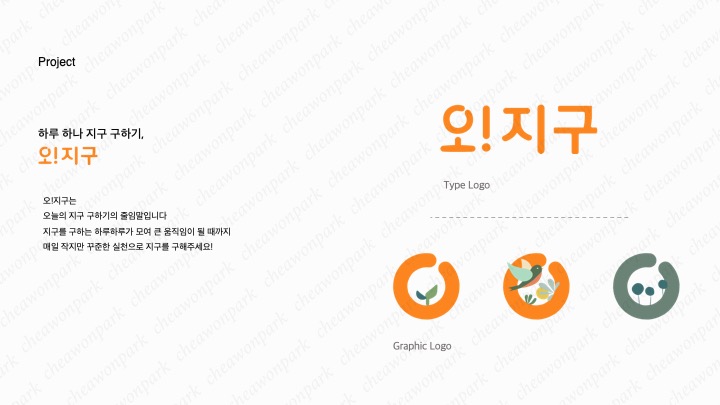 Project
하루 하나 지구 구하기,
오!지구
오!지구는
오늘의 지구 구하기의 줄임말입니다
지구를 구하는 하루하루가 모여 큰 움직임이 될 때까지
매일 작지만 꾸준한 실천으로 지구를 구해주세요!
오!지구
Type Logo
Graphic Logo
cheawonpark